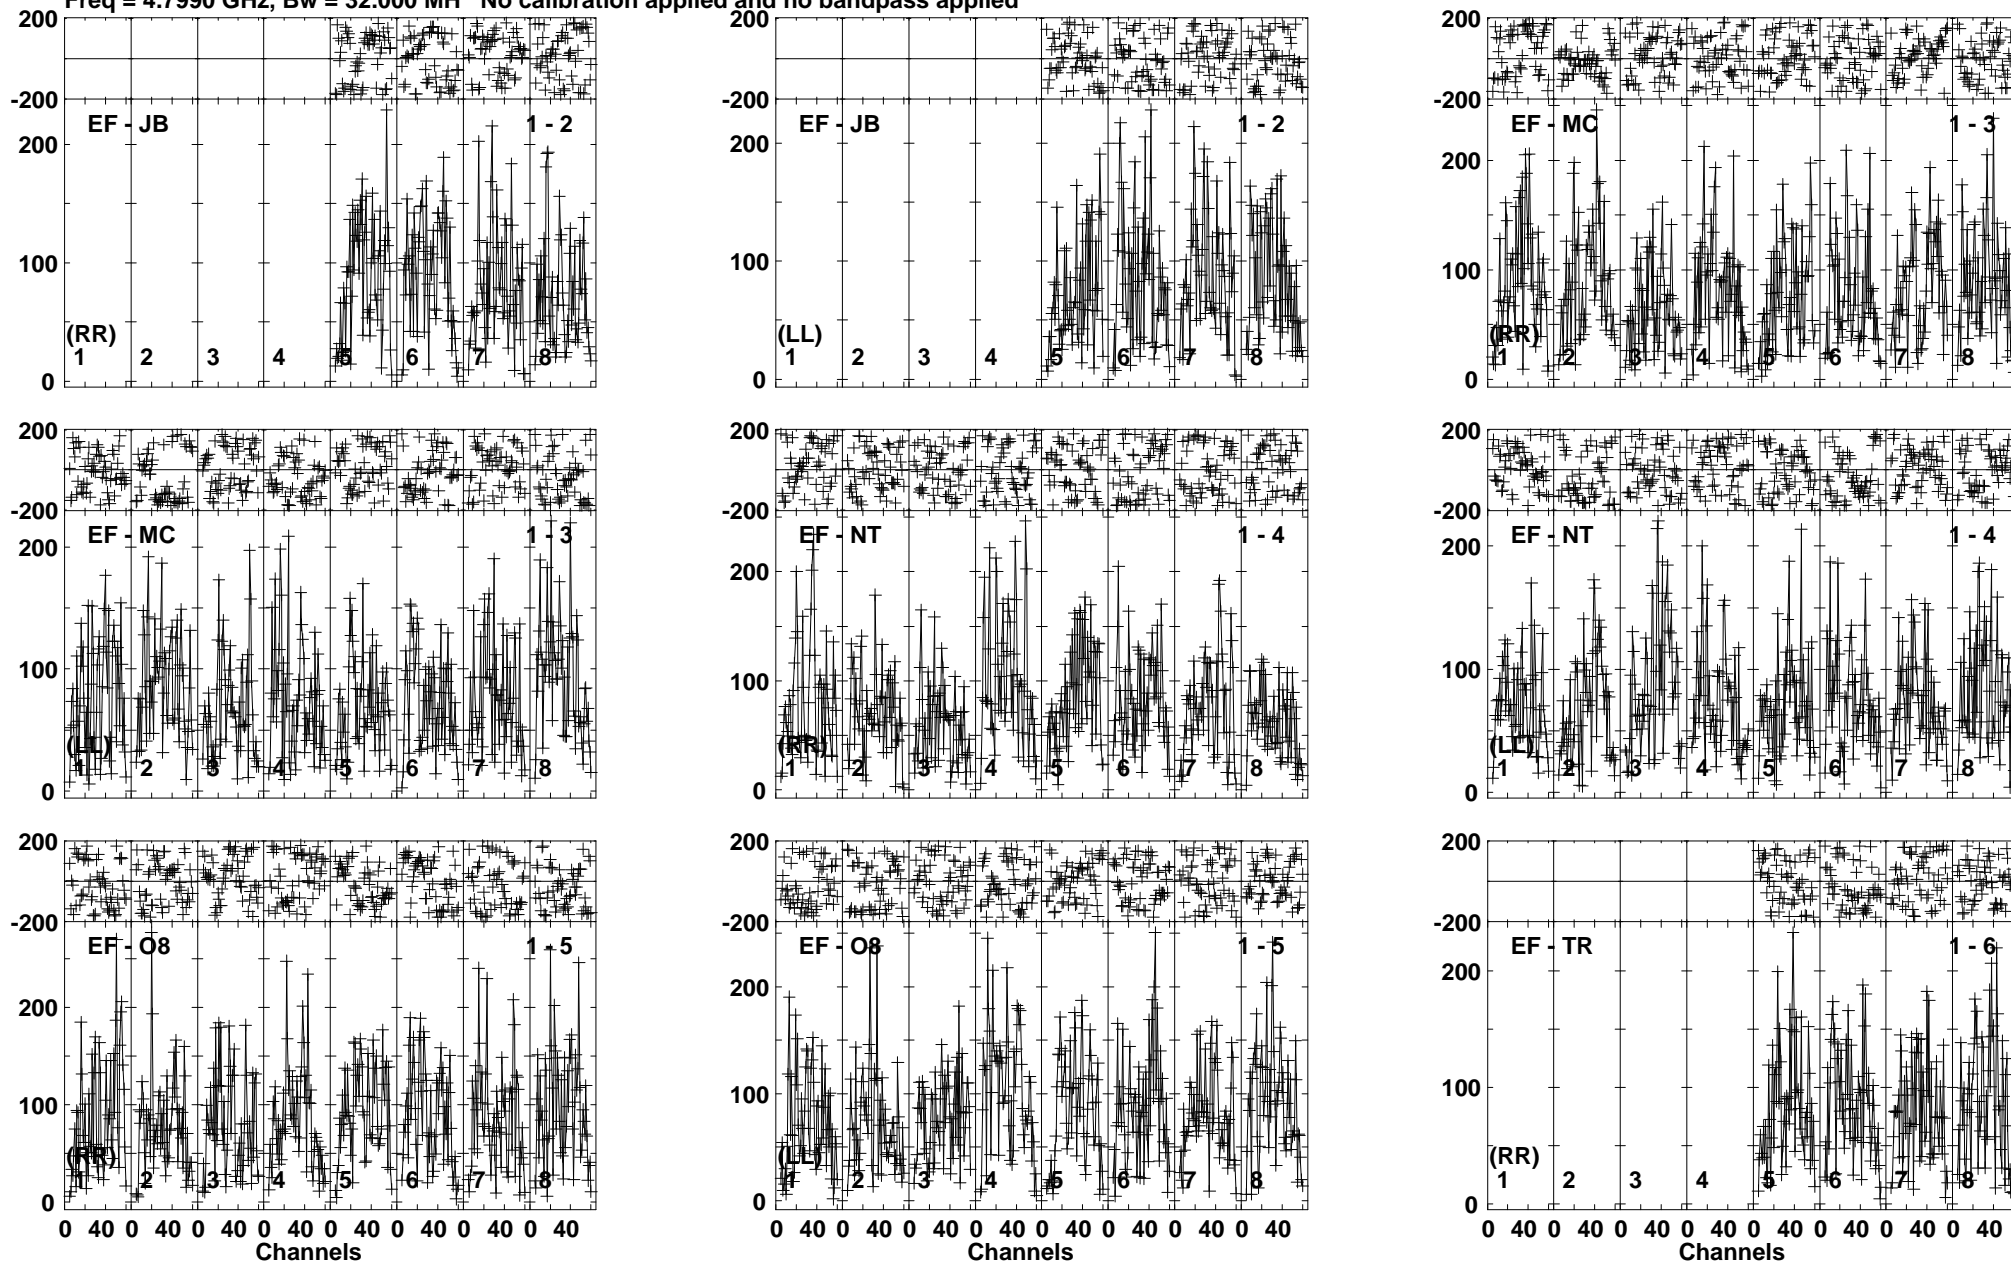 Freq = 4.7990 GHz, Bw = 32.000 MH No calibration applied and no bandpass applied
200 200 200
-200 -200 -200
EF - JB 1 - 2 EF - JB 1 - 2 EF - MC 1 - 3
200 200 200
100 100 100
(RR) (LL) (RR)
1 2 3 4 5 6 7 8 1 2 3 4 5 6 7 8 1 2 3 4 5 6 7 8
0 0 0
200 200 200
-200 -200 -200
EF - MC 1 - 3 EF - NT 1 - 4 EF - NT 1 - 4
200 200 200
100 100 100
(LL) (RR) (LL)
1 2 3 4 5 6 7 8 1 2 3 4 5 6 7 8 1 2 3 4 5 6 7 8
0 0 0
200 200 200
-200 -200 -200
EF - O8 1 - 5 EF - O8 1 - 5 EF - TR 1 - 6
200 200 200
100 100 100
(RR) (LL) (RR)
1 2 3 4 5 6 7 8 1 2 3 4 5 6 7 8 1 2 3 4 5 6 7 8
0 0 0
0 40 0 40 0 40 0 40 0 40 0 40 0 40 0 40 0 40 0 40 0 40 0 40 0 40 0 40 0 40 0 40 0 40 0 40 0 40 0 40 0 40 0 40 0 40 0 40
Channels Channels Channels